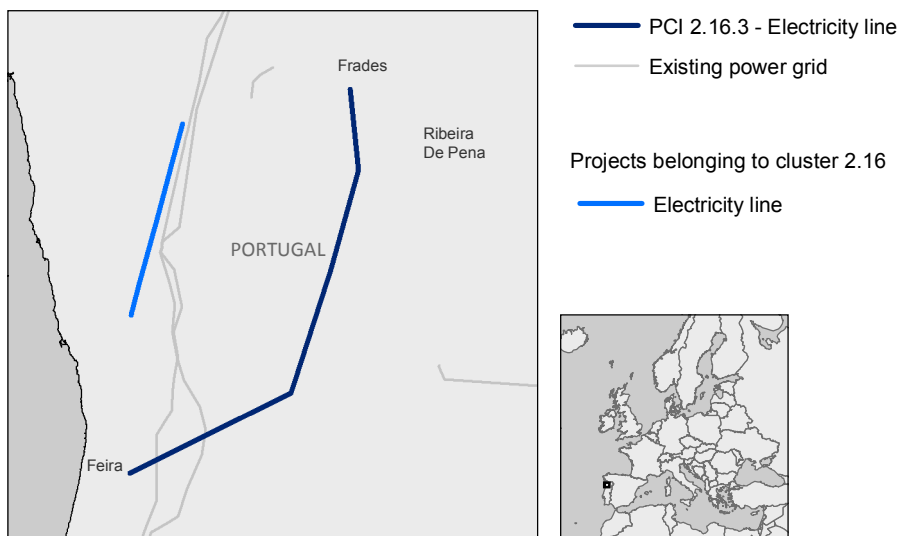 Frades
Ribeira
De Pena
PORTUGAL
Feira
PCI 2.16.3 - Electricity line
Existing power grid
Projects belonging to cluster 2.16
Electricity line